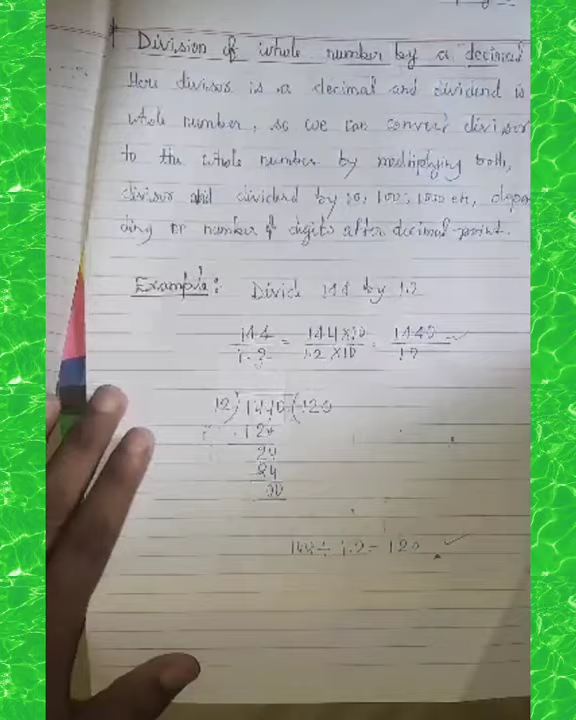 * Division of whole number by a decimal
Here divisor is a decimal and dividend is
whole number, so we can convert divisor
to the whole number by multiplying both,
divisor and dividend by 10, 100, 1000 etc, depen
ding on number of digits after decimal point.
Example: Divide 144 by 1.2
144/1.2 = 144×10/1.2×10 = 1440/12
12)1440(120
12
24
24
00
144 ÷ 1.2 = 120